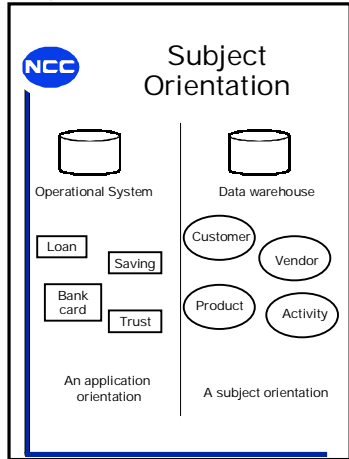 NCC
Subject
Orientation
Operational System
Data warehouse
Loan
Saving
Bank
card
Trust
Customer
Vendor
Product
Activity
An application
orientation
A subject orientation